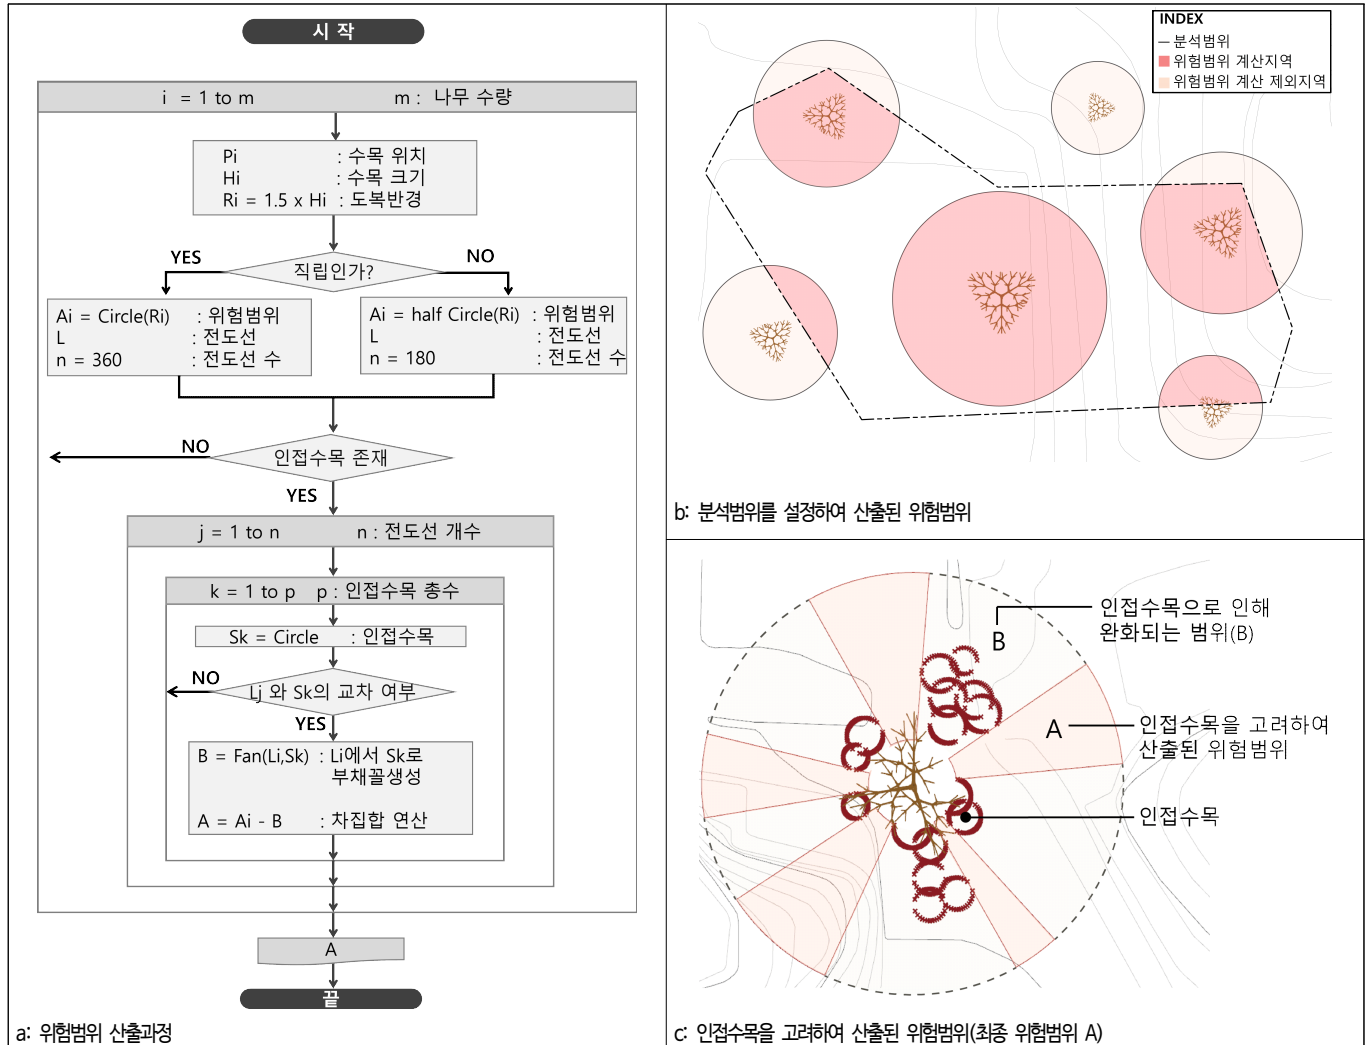 시 작
i = 1 to m m : 나무 수량
Pi : 수목 위치
Hi : 수목 크기
Ri = 1.5 x Hi : 도복반경
직립인가?
YES
NO
Ai = Circle(Ri) : 위험범위
L : 전도선
n = 360 : 전도선 수
Ai = half Circle(Ri) : 위험범위
L : 전도선
n = 180 : 전도선 수
인접수목 존재
NO
YES
j = 1 to n n : 전도선 개수
k = 1 to p p : 인접수목 총수
Sk = Circle : 인접수목
Lj 와 Sk의 교차 여부
NO
YES
B = Fan(Li,Sk) : Li에서 Sk로
부채꼴생성
A = Ai - B : 차집합 연산
A
끝
a: 위험범위 산출과정
INDEX
분석범위
위험범위 계산지역
위험범위 계산 제외지역
b: 분석범위를 설정하여 산출된 위험범위
B
인접수목으로 인해
완화되는 범위(B)
A
인접수목을 고려하여
산출된 위험범위
인접수목
c: 인접수목을 고려하여 산출된 위험범위(최종 위험범위 A)